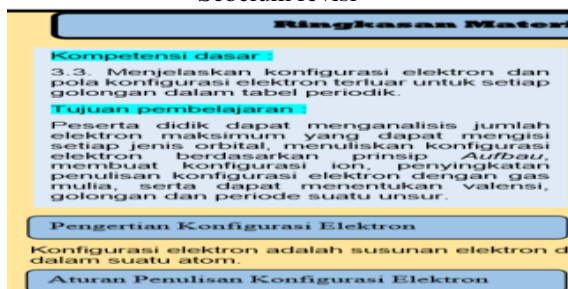 Ringkasan Materi
Kompetensi dasar :
3.3. Menjelaskan konfigurasi elektron dan
pola konfigurasi elektron terluar untuk setiap
golongan dalam tabel periodik.
Tujuan pembelajaran :
Peserta didik dapat menganalisis jumlah
elektron maksimum yang dapat mengisi
setiap jenis orbital, menuliskan konfigurasi
elektron berdasarkan prinsip Aufbau,
membuat konfigurasi ion, penyingkatan
penulisan konfigurasi elektron dengan gas
mulia, serta dapat menentukan valensi,
golongan dan periode suatu unsur.
Pengertian Konfigurasi Elektron
Konfigurasi elektron adalah susunan elektron d
dalam suatu atom.
Aturan Penulisan Konfigurasi Elektron